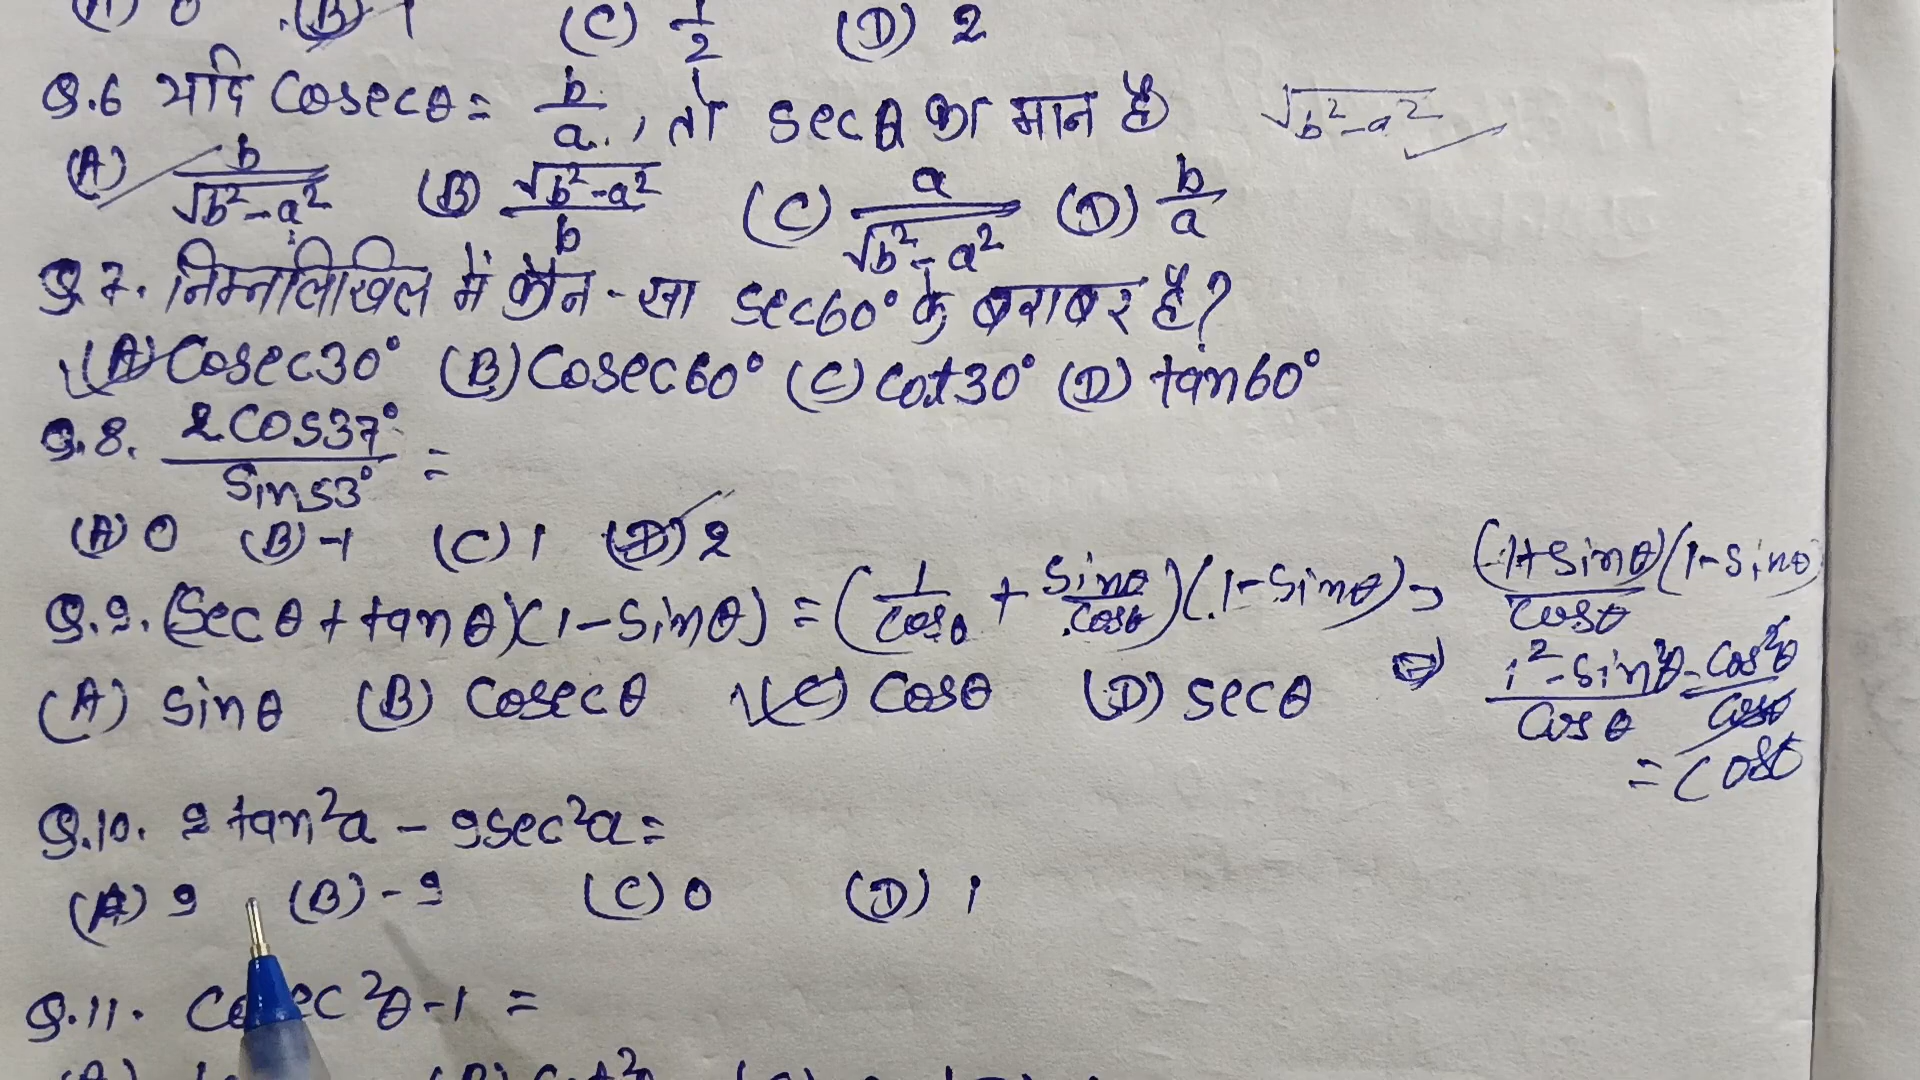 (A) 0 (B) 1 (C) 1/2 (D) 2
Q.6 यदि Cosecθ = b/a, तो secθ का मान है √b²-a²
(A) b/√b²-a² (B) √b²-a²/b (C) a/√b²-a² (D) b/a
Q.7. निम्नलिखित में कौन-सा sec60° के बराबर है?
(A) Cosec30° (B) Cosec60° (C) Cot30° (D) tan60°
Q.8. 2Cos37°/Sin53° =
(A) 0 (B) -1 (C) 1 (D) 2
Q.9. (Secθ + tanθ)(1-Sinθ) = (1/Cosθ + Sinθ/Cosθ)(1-Sinθ) → (1+Sinθ)(1-Sinθ)/Cosθ
(A) Sinθ (B) Cosecθ (C) Cosθ (D) Secθ ⇒ 1²-Sin²θ/Cosθ = Cos²θ/Cosθ
= Cosθ
Q.10. 9tan²a - 9sec²a =
(A) 9 (B) -9 (C) 0 (D) 1
Q.11. Cosec²θ-1 =